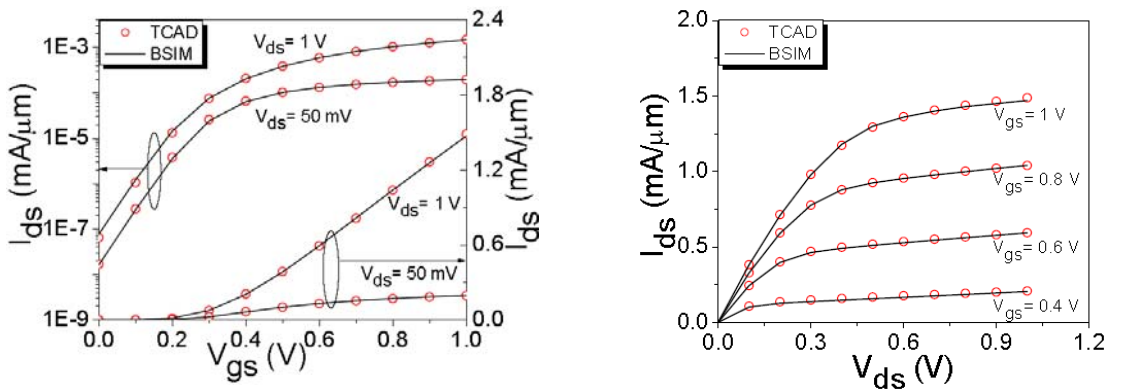 TCAD
BSIM
V_ds= 1 V
V_ds= 50 mV
V_ds= 1 V
V_ds= 50 mV
1E-3
1E-5
1E-7
1E-9
I_ds (mA/μm)
2.4
1.8
1.2
0.6
0.0
I_ds (mA/μm)
0.0 0.2 0.4 0.6 0.8 1.0
V_gs (V)
TCAD
BSIM
V_gs= 1 V
V_gs= 0.8 V
V_gs= 0.6 V
V_gs= 0.4 V
2.0
1.5
1.0
0.5
0.0
I_ds (mA/μm)
0.0 0.3 0.6 0.9 1.2
V_ds (V)